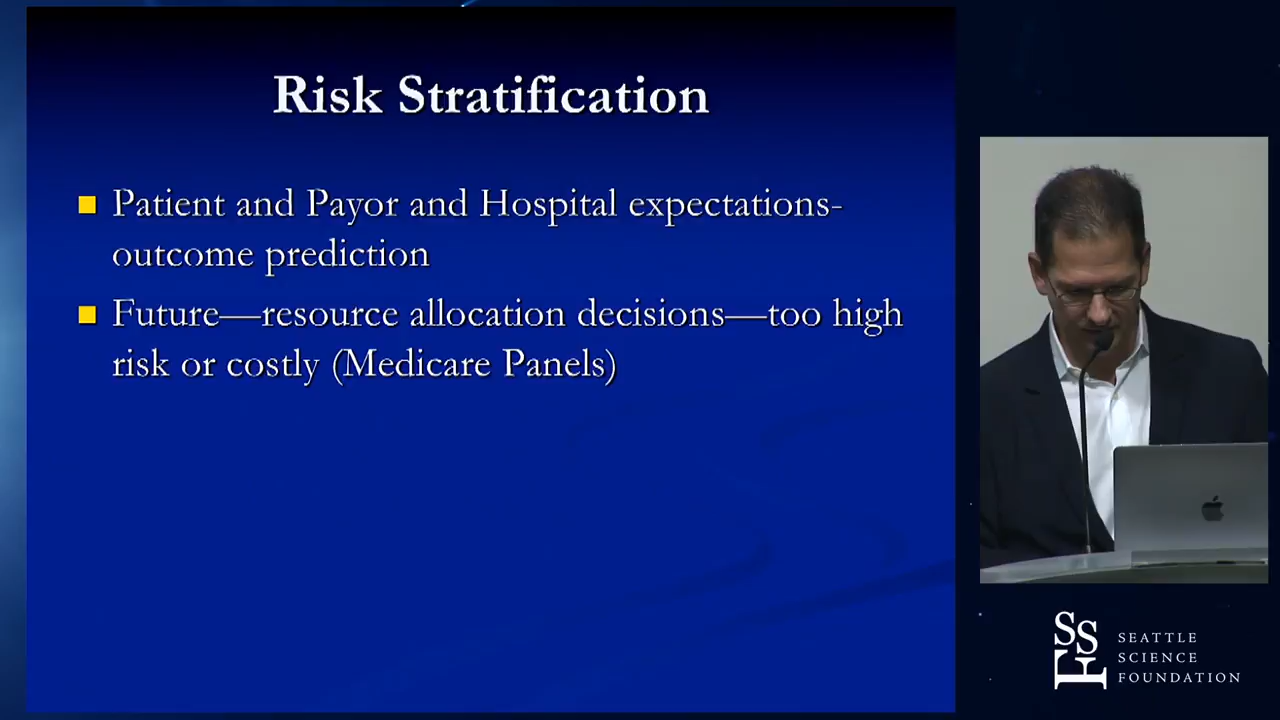 Risk Stratification
Patient and Payor and Hospital expectations-
outcome prediction
Future—resource allocation decisions—too high
risk or costly (Medicare Panels)
SSF
SEATTLE
SCIENCE
FOUNDATION